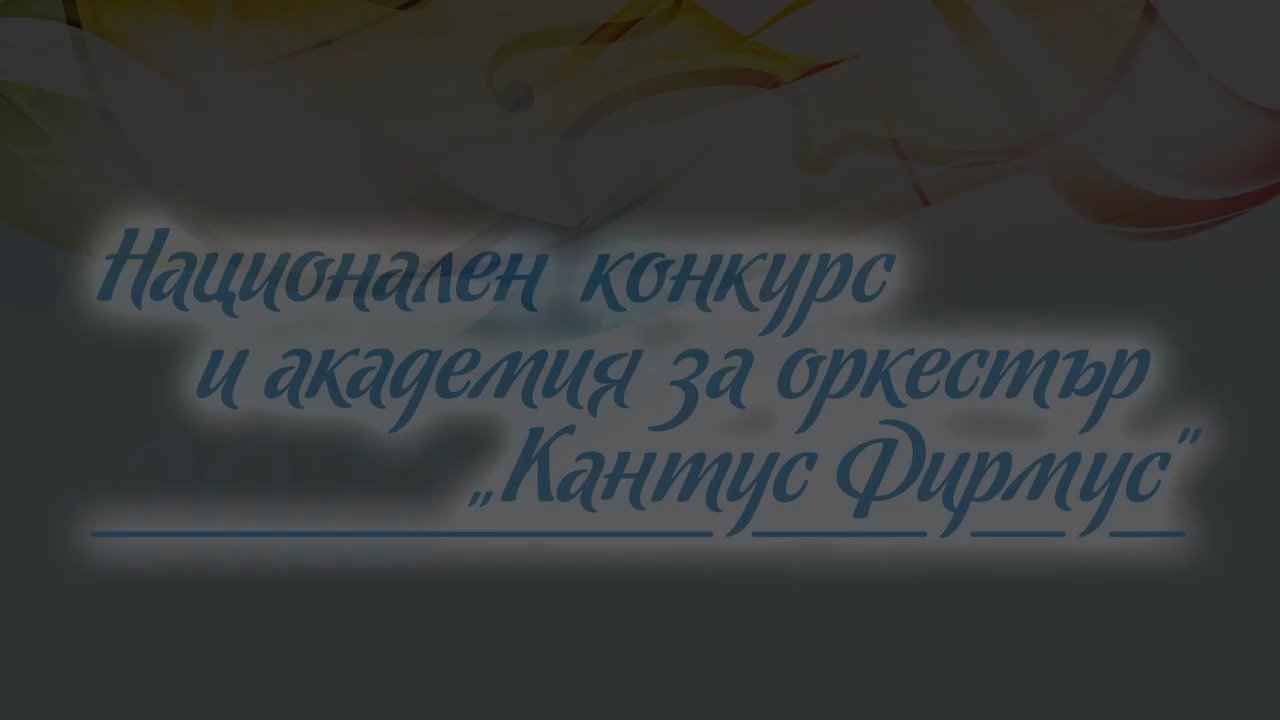 Национален конкурс
и академия за оркестър
„Кантус Фирмус"